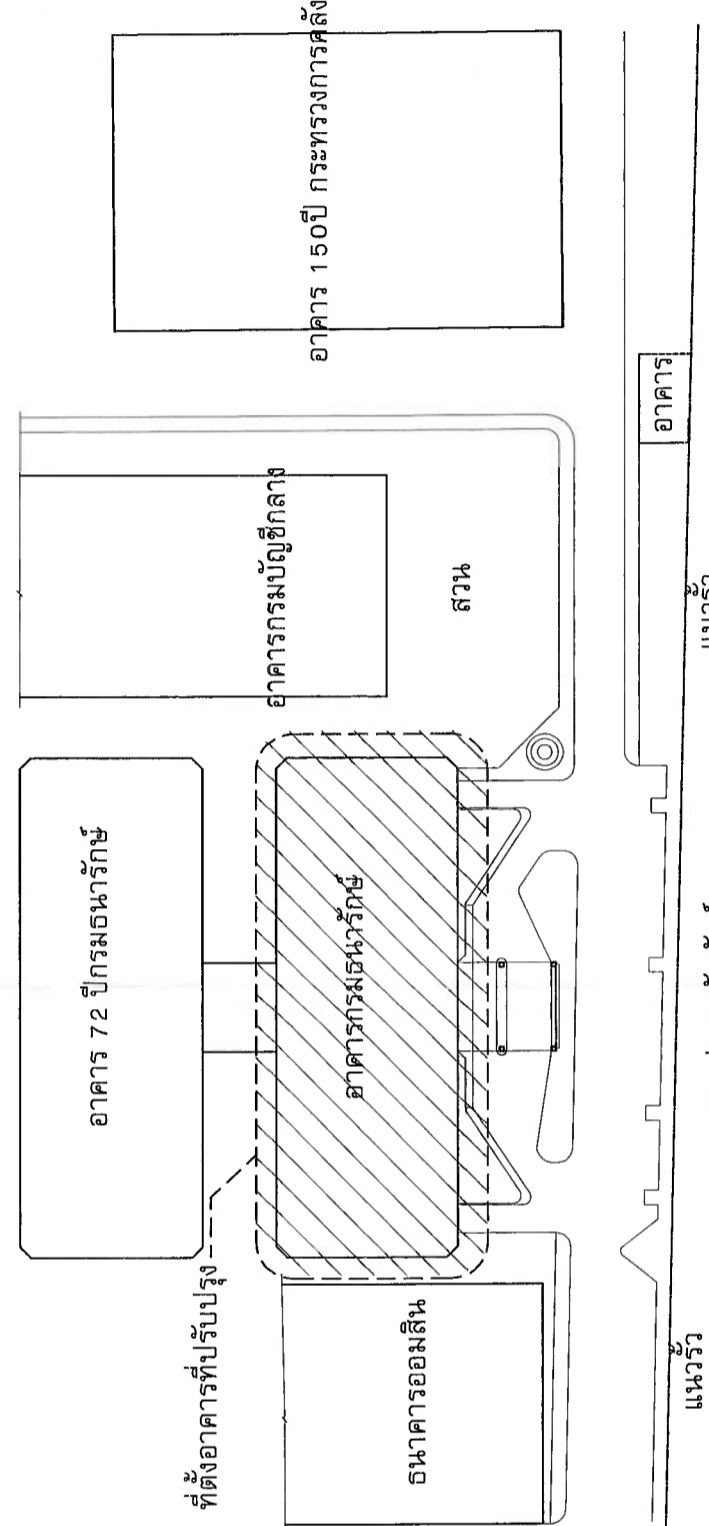 อาคาร 72 ปีกรมธนารักษ์
อาคารกรมบัญชีกลาง
อาคาร 150ปี กระทรวงการคลัง
ที่ตั้งอาคารที่ปรับปรุง
อาคารกรมธนารักษ์
สวน
ธนาคารออมสิน
อาคาร
แนวรั้ว
แนวรั้ว